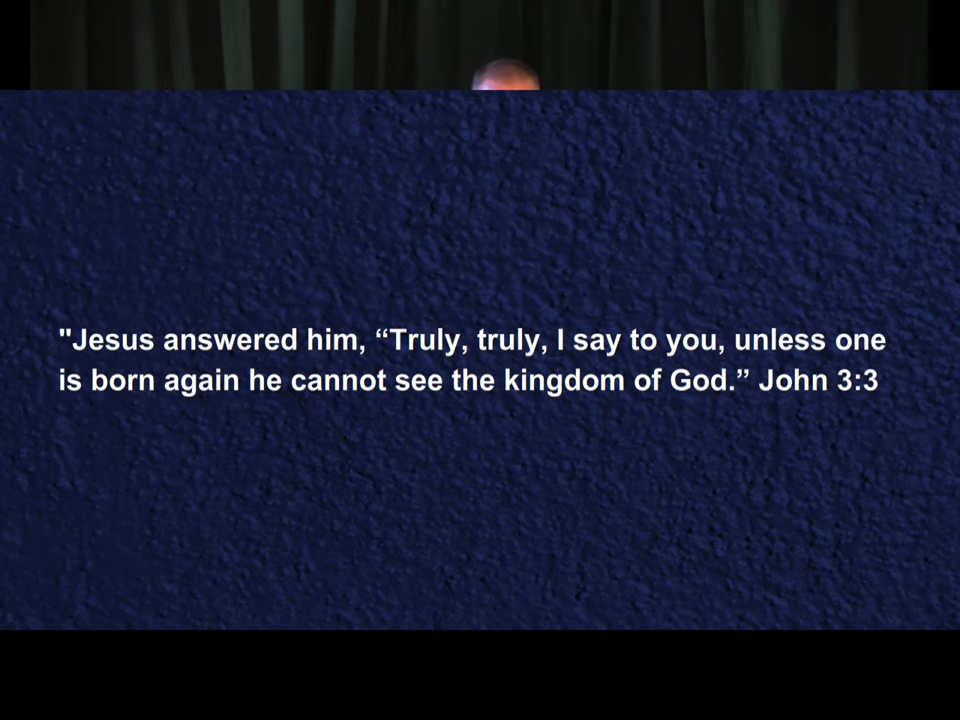 "Jesus answered him, “Truly, truly, I say to you, unless one
is born again he cannot see the kingdom of God.” John 3:3